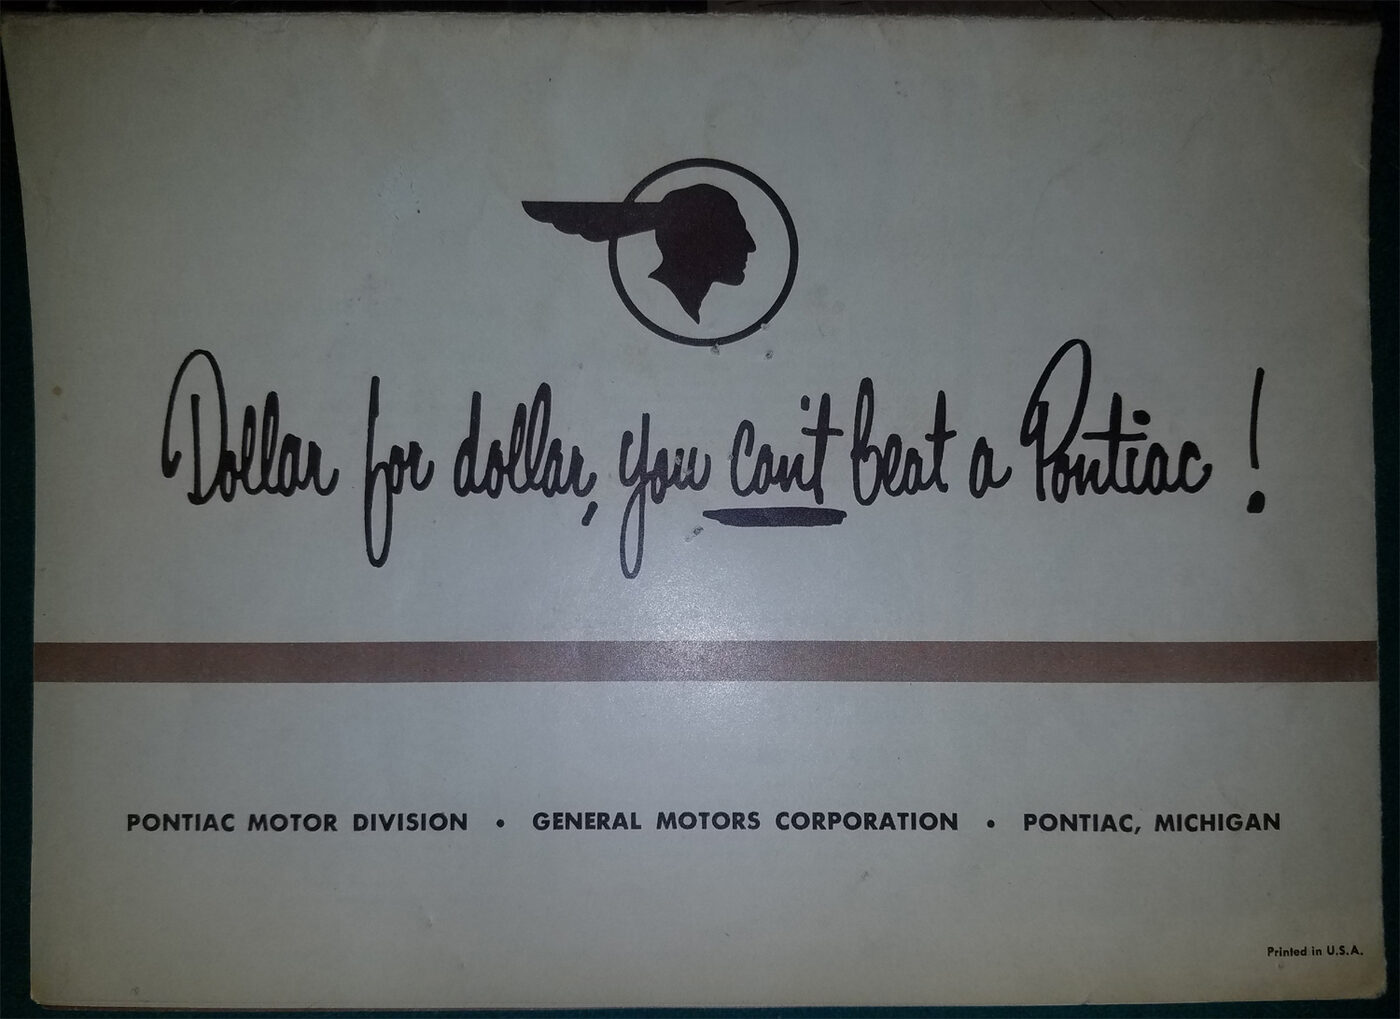 Dollar for dollar, you can't beat a Pontiac!
PONTIAC MOTOR DIVISION • GENERAL MOTORS CORPORATION • PONTIAC, MICHIGAN
Printed in U.S.A.